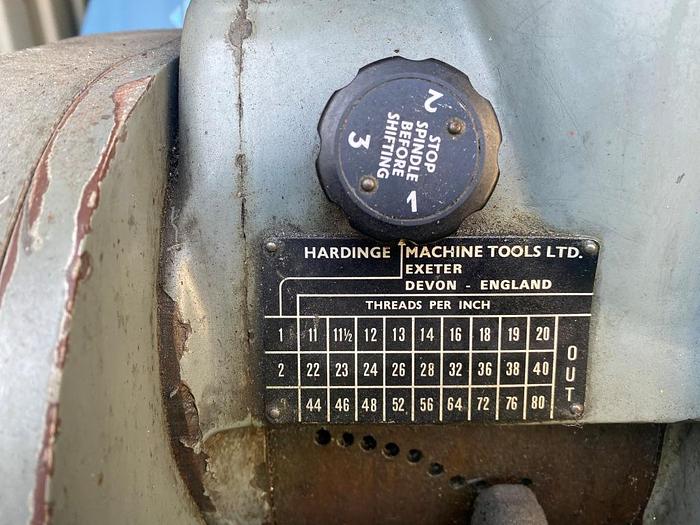 2
STOP
SPINDLE
BEFORE
SHIFTING
3
1
HARDINGE MACHINE TOOLS LTD.
EXETER
DEVON - ENGLAND
THREADS PER INCH
1 11 11½ 12 13 14 16 18 19 20
2 22 23 24 26 28 32 36 38 40
44 46 48 52 56 64 72 76 80
OUT